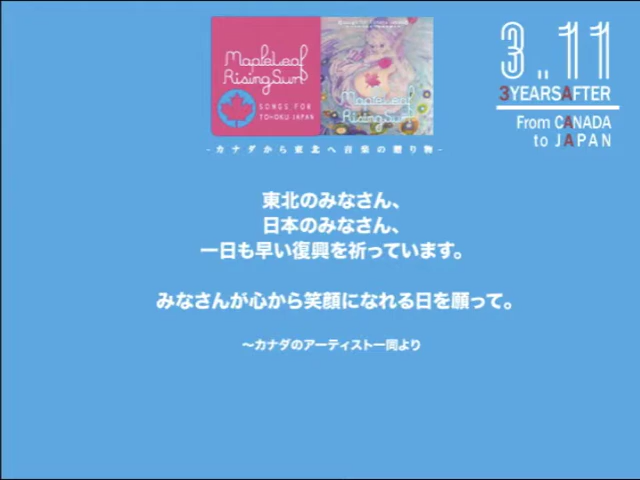 MapleLeaf
RisingSun
SONGS FOR
TOHOKU JAPAN
MapleLeaf
RisingSun
-カナダから東北へ音楽の贈り物-
3.11
3YEARSAFTER
From CANADA
to JAPAN
東北のみなさん、
日本のみなさん、
一日も早い復興を祈っています。
みなさんが心から笑顔になれる日を願って。
～カナダのアーティスト一同より